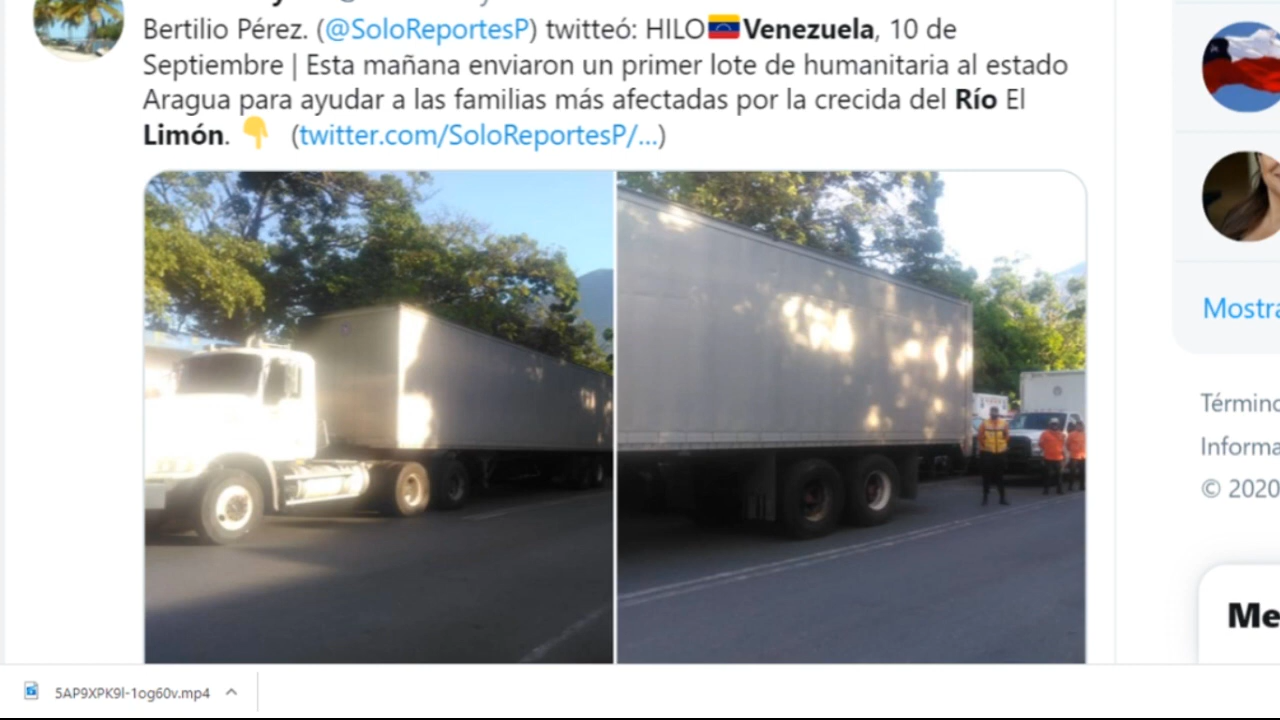 Bertilio Pérez. (@SoloReportesP) twitteó: HILO🇻🇪Venezuela, 10 de
Septiembre | Esta mañana enviaron un primer lote de humanitaria al estado
Aragua para ayudar a las familias más afectadas por la crecida del Río El
Limón. 👇 (twitter.com/SoloReportesP/...)
Mostra
Término
Informa
© 2020
Me
5AP9XPK9l-1og60v.mp4